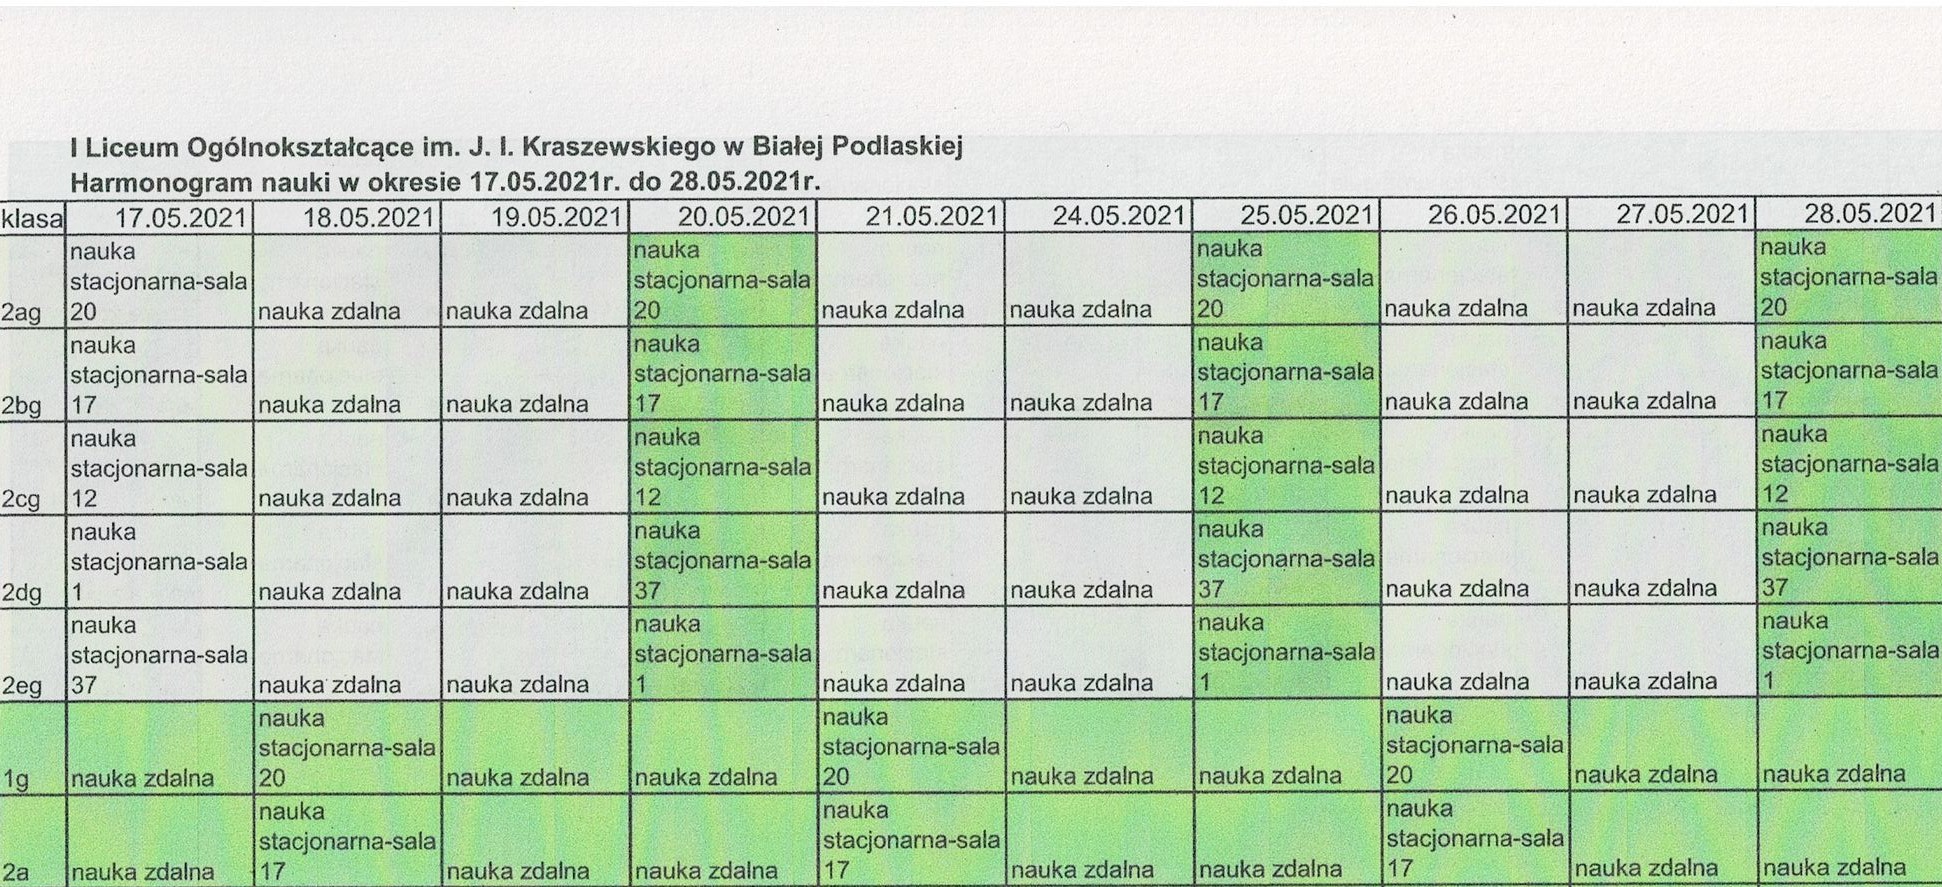 I Liceum Ogólnokształcące im. J. I. Kraszewskiego w Białej Podlaskiej
Harmonogram nauki w okresie 17.05.2021r. do 28.05.2021r.
klasa 17.05.2021 18.05.2021 19.05.2021 20.05.2021 21.05.2021 24.05.2021 25.05.2021 26.05.2021 27.05.2021 28.05.2021
nauka nauka nauka nauka
stacjonarna-sala stacjonarna-sala stacjonarna-sala stacjonarna-sala
2ag 20 nauka zdalna nauka zdalna 20 nauka zdalna nauka zdalna 20 nauka zdalna nauka zdalna 20
nauka nauka nauka nauka
stacjonarna-sala stacjonarna-sala stacjonarna-sala stacjonarna-sala
2bg 17 nauka zdalna nauka zdalna 17 nauka zdalna nauka zdalna 17 nauka zdalna nauka zdalna 17
nauka nauka nauka nauka
stacjonarna-sala stacjonarna-sala stacjonarna-sala stacjonarna-sala
2cg 12 nauka zdalna nauka zdalna 12 nauka zdalna nauka zdalna 12 nauka zdalna nauka zdalna 12
nauka nauka nauka nauka
stacjonarna-sala stacjonarna-sala stacjonarna-sala stacjonarna-sala
2dg 1 nauka zdalna nauka zdalna 37 nauka zdalna nauka zdalna 37 nauka zdalna nauka zdalna 37
nauka nauka nauka nauka
stacjonarna-sala stacjonarna-sala stacjonarna-sala stacjonarna-sala
2eg 37 nauka zdalna nauka zdalna 1 nauka zdalna nauka zdalna 1 nauka zdalna nauka zdalna 1
nauka nauka nauka
stacjonarna-sala stacjonarna-sala stacjonarna-sala
1g nauka zdalna 20 nauka zdalna nauka zdalna 20 nauka zdalna nauka zdalna 20 nauka zdalna nauka zdalna
nauka nauka nauka
stacjonarna-sala stacjonarna-sala stacjonarna-sala
2a nauka zdalna 17 nauka zdalna nauka zdalna 17 nauka zdalna nauka zdalna 17 nauka zdalna nauka zdalna